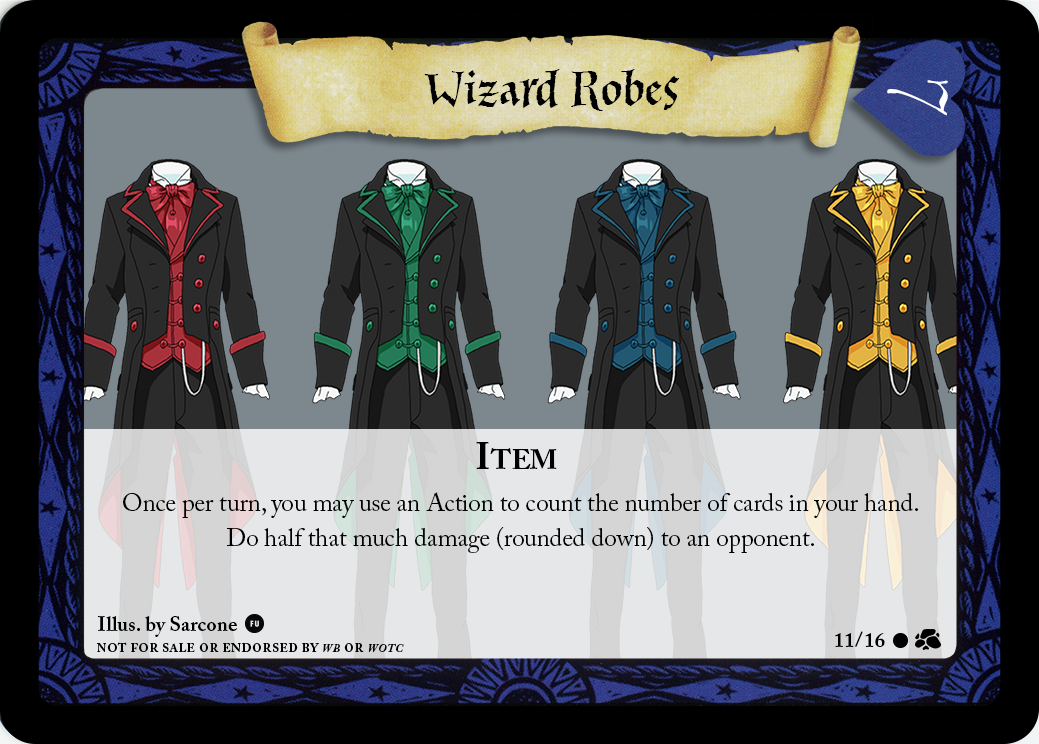 Wizard Robes
ITEM
Once per turn, you may use an Action to count the number of cards in your hand.
Do half that much damage (rounded down) to an opponent.
Illus. by Sarcone FU
NOT FOR SALE OR ENDORSED BY WB OR WOTC
11/16